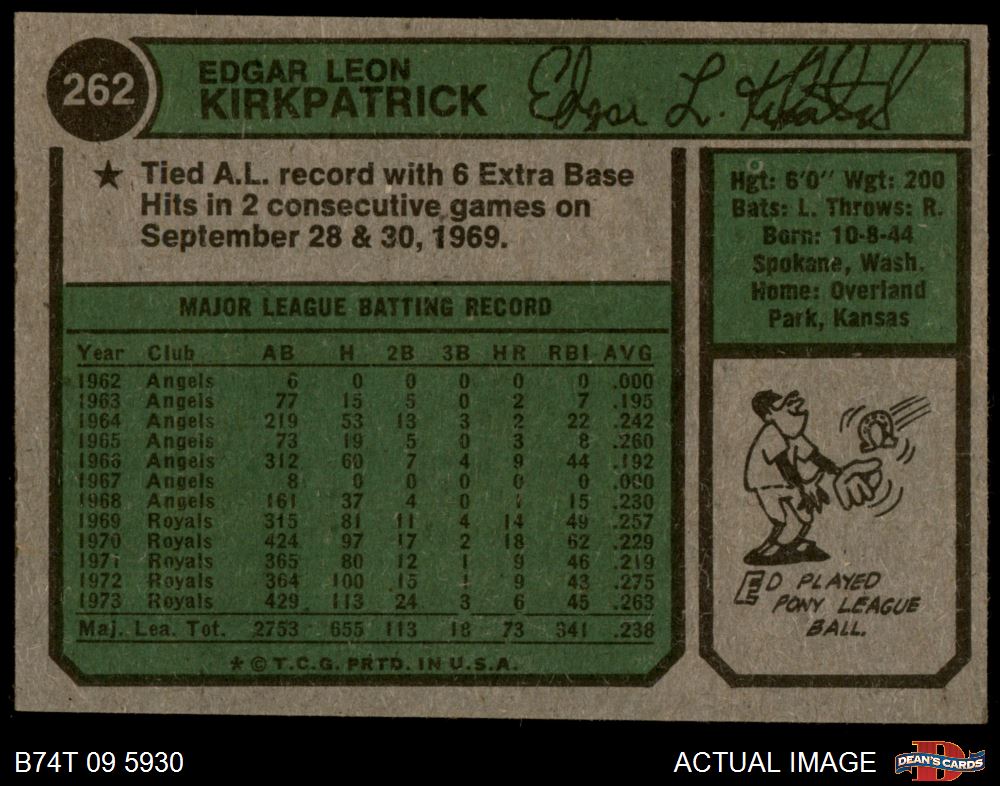 262
EDGAR LEON
KIRKPATRICK
Edgar L. Kirkpatrick
★ Tied A.L. record with 6 Extra Base
Hits in 2 consecutive games on
September 28 & 30, 1969.
MAJOR LEAGUE BATTING RECORD
Year Club AB H 2B 3B HR RBI AVG
1962 Angels 6 0 0 0 0 0 .000
1963 Angels 77 15 5 0 2 7 .195
1964 Angels 219 53 13 3 2 22 .242
1965 Angels 73 19 5 0 3 8 .260
1966 Angels 312 60 7 4 9 44 .192
1967 Angels 8 0 0 0 0 0 .000
1968 Angels 161 37 4 0 1 15 .230
1969 Royals 315 81 11 4 14 49 .257
1970 Royals 424 97 17 2 18 62 .229
1971 Royals 365 80 12 1 9 46 .219
1972 Royals 364 100 15 1 9 43 .275
1973 Royals 429 113 24 3 6 45 .263
Maj. Lea. Tot. 2753 655 113 18 73 341 .238
* © T.C.G. PRTD. IN U.S.A.
Hgt: 6'0" Wgt: 200
Bats: L. Throws: R.
Born: 10-8-44
Spokane, Wash.
Home: Overland
Park, Kansas
ED PLAYED
PONY LEAGUE
BALL.
B74T 09 5930
ACTUAL IMAGE
D
DEAN'S CARDS